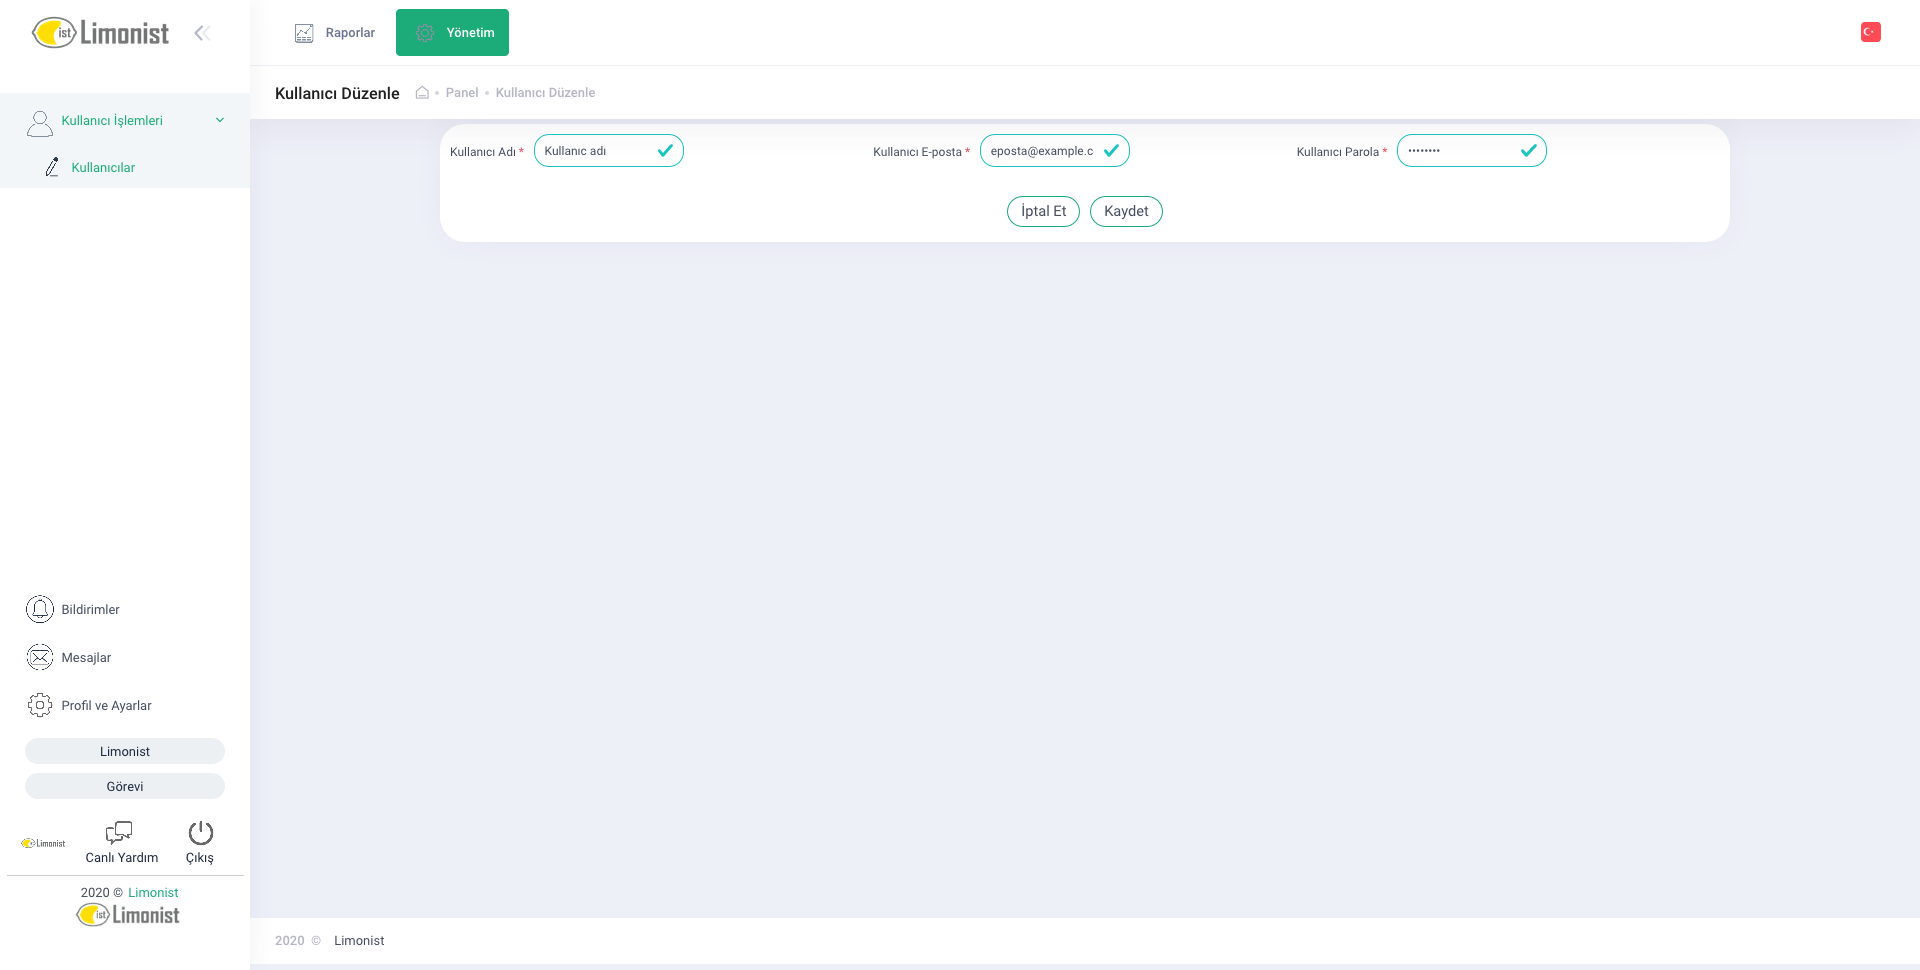 ist Limonist
Raporlar
Yönetim
Kullanıcı Düzenle
Panel
Kullanıcı Düzenle
Kullanıcı İşlemleri
Kullanıcılar
Kullanıcı Adı *
Kullanıc adı
Kullanıcı E-posta *
eposta@example.c
Kullanıcı Parola *
••••••••
İptal Et
Kaydet
Bildirimler
Mesajlar
Profil ve Ayarlar
Limonist
Görevi
Limonist
Canlı Yardım
Çıkış
2020 © Limonist
ist Limonist
2020 © Limonist